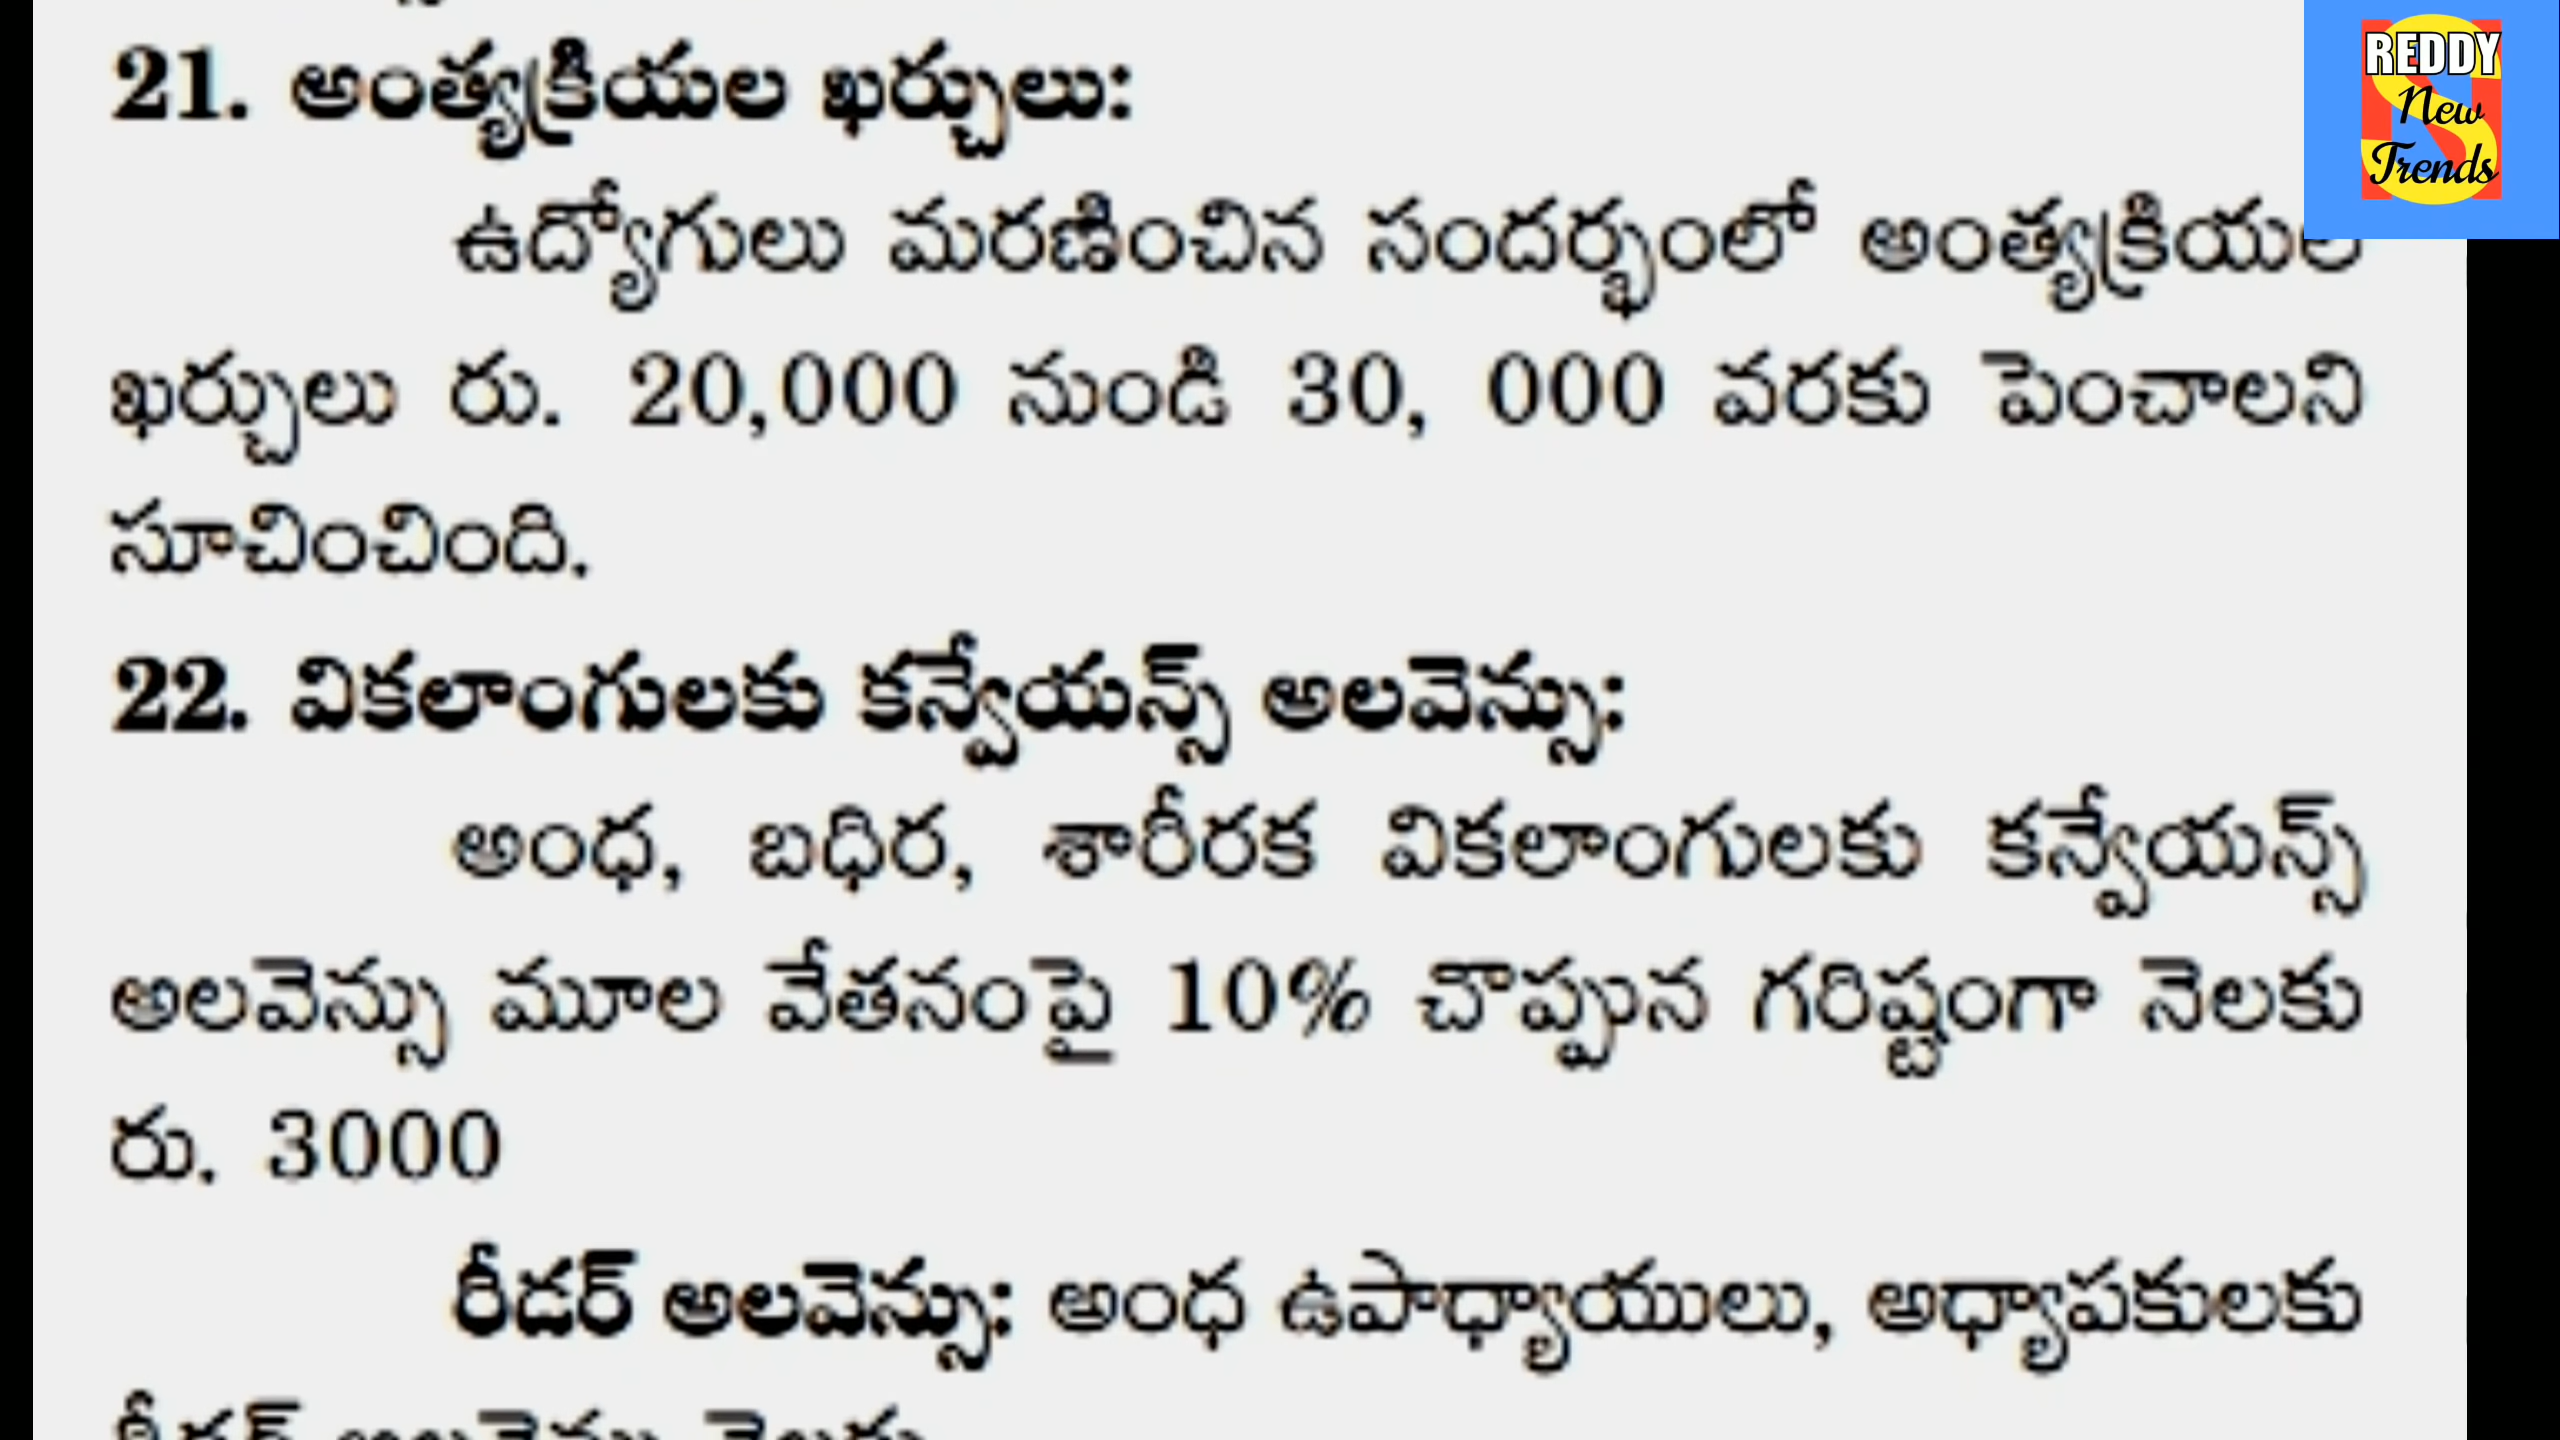 21. అంత్యక్రియల ఖర్చులు:
REDDY
New
Trends
ఉద్యోగులు మరణించిన సందర్భంలో అంత్యక్రియల
ఖర్చులు రు. 20,000 నుండి 30, 000 వరకు పెంచాలని
సూచించింది.
22. వికలాంగులకు కన్వేయన్స్ అలవెన్సు:
అంధ, బధిర, శారీరక వికలాంగులకు కన్వేయన్స్
అలవెన్సు మూల వేతనంపై 10% చొప్పున గరిష్టంగా నెలకు
రు. 3000
రీడర్ అలవెన్సు: అంధ ఉపాధ్యాయులు, అధ్యాపకులకు